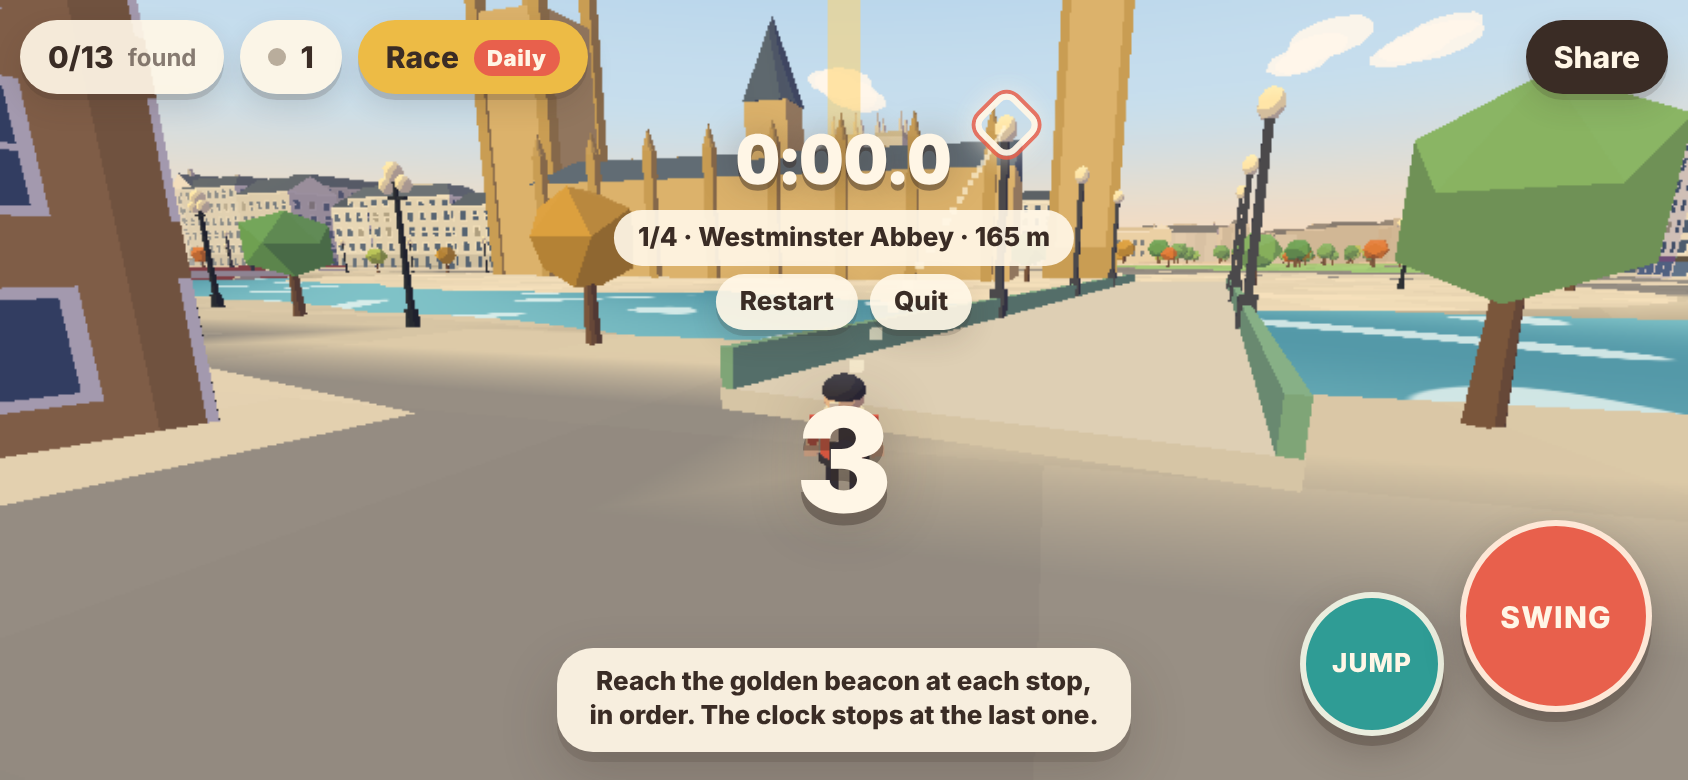 0/13 found
1
Race Daily
Share
0:00.0
1/4 · Westminster Abbey · 165 m
Restart
Quit
3
SWING
JUMP
Reach the golden beacon at each stop,
in order. The clock stops at the last one.